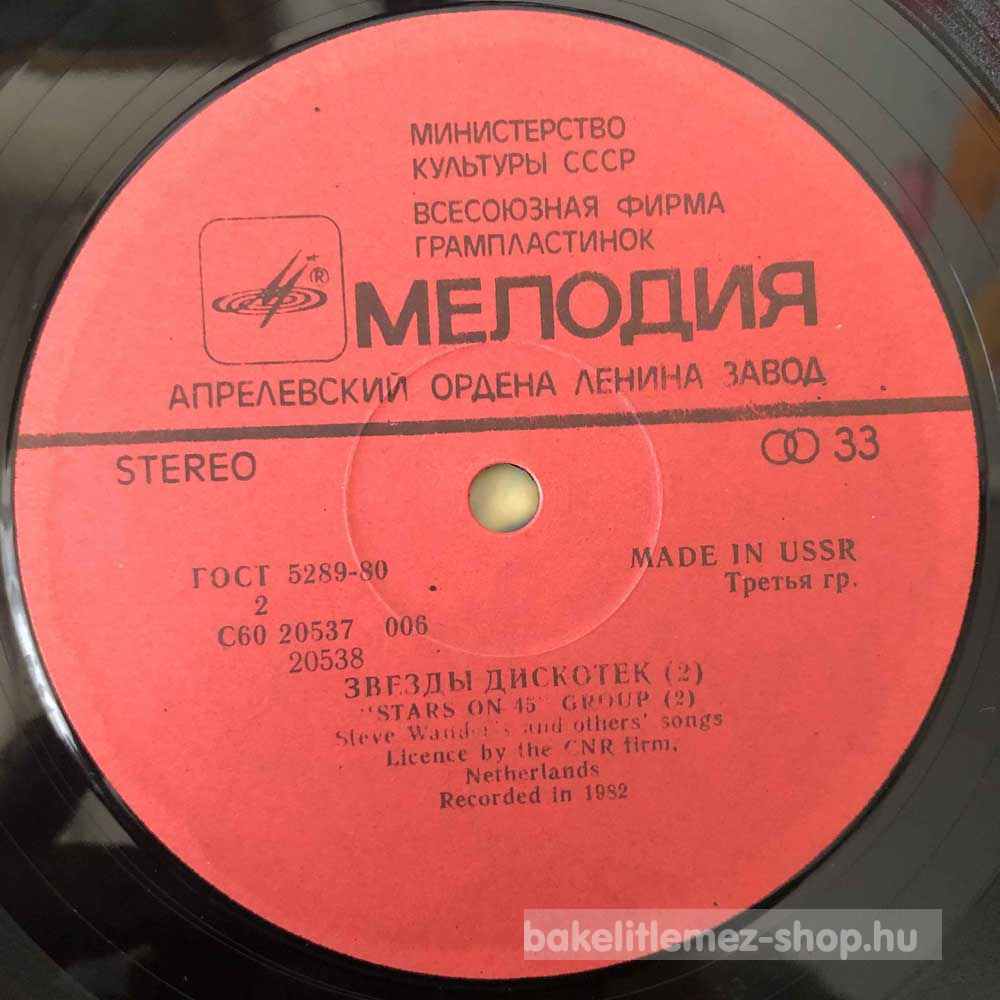 МИНИСТЕРСТВО
КУЛЬТУРЫ СССР
ВСЕСОЮЗНАЯ ФИРМА
ГРАМПЛАСТИНОК
®
МЕЛОДИЯ
АПРЕЛЕВСКИЙ ОРДЕНА ЛЕНИНА ЗАВОД
STEREO
33
ГОСТ 5289-80
MADE IN USSR
2
Третья гр.
С60 20537 006
20538
ЗВЕЗДЫ ДИСКОТЕК (2)
"STARS ON 45" GROUP (2)
Steve Wander's and others' songs
Licence by the CNR firm,
Netherlands
Recorded in 1982
bakelitlemez-shop.hu